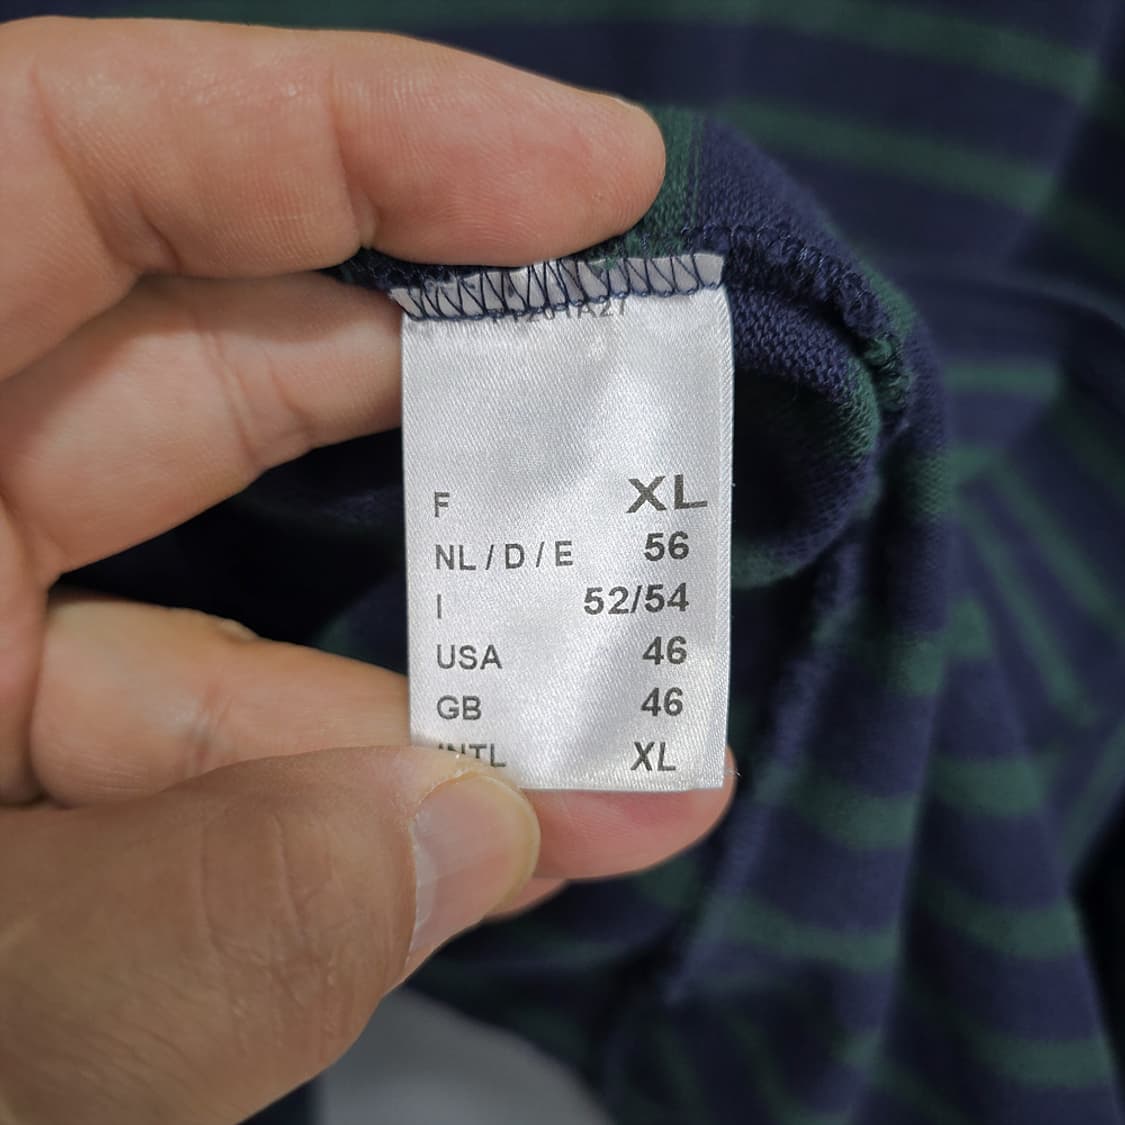 F XL
NL / D / E 56
I 52/54
USA 46
GB 46
INTL XL